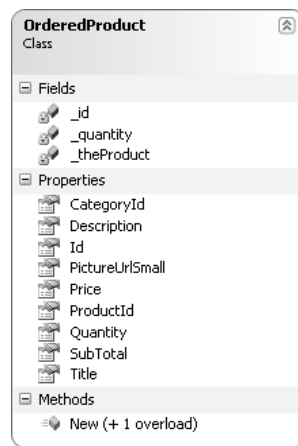 OrderedProduct
Class
Fields
_id
_quantity
_theProduct
Properties
CategoryId
Description
Id
PictureUrlSmall
Price
ProductId
Quantity
SubTotal
Title
Methods
New (+ 1 overload)